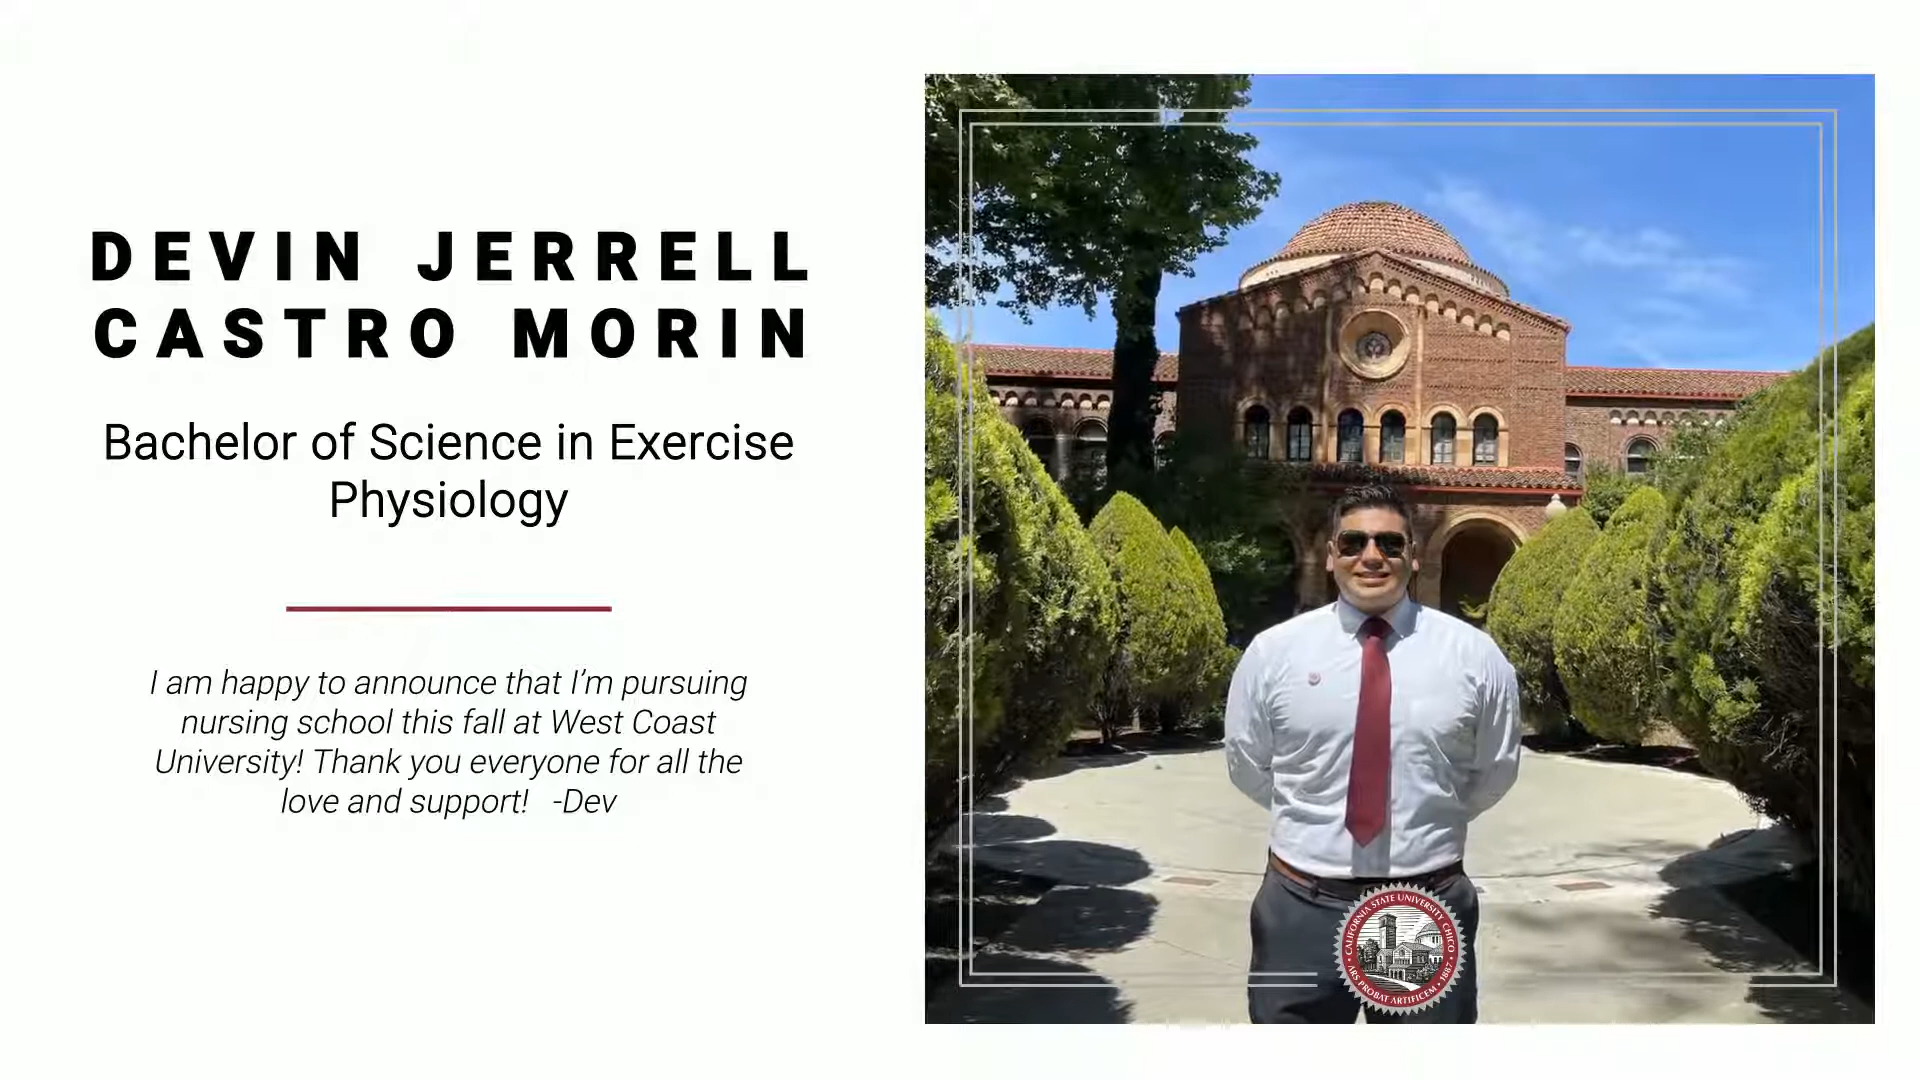 DEVIN JERRELL
CASTRO MORIN
Bachelor of Science in Exercise
Physiology
I am happy to announce that I’m pursuing
nursing school this fall at West Coast
University! Thank you everyone for all the
love and support!   -Dev
CALIFORNIA STATE UNIVERSITY CHICO
ARS PROBAT ARTIFICEM • 1887